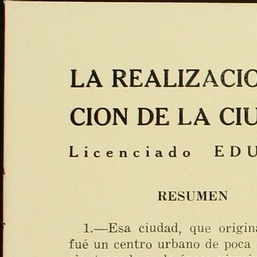 LA REALIZACIO
CION DE LA CIU
Licenciado EDU
RESUMEN
1.—Esa ciudad, que origina
fué un centro urbano de poca